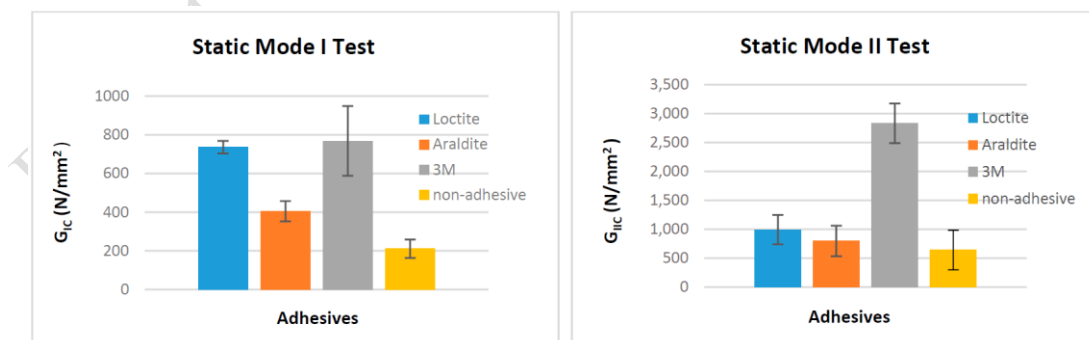 Static Mode I Test
1000
800
600
400
200
0
G_IC (N/mm²)
Loctite
Araldite
3M
non-adhesive
Adhesives
Static Mode II Test
3,500
3,000
2,500
2,000
1,500
1,000
500
0
G_IIC (N/mm²)
Loctite
Araldite
3M
non-adhesive
Adhesives